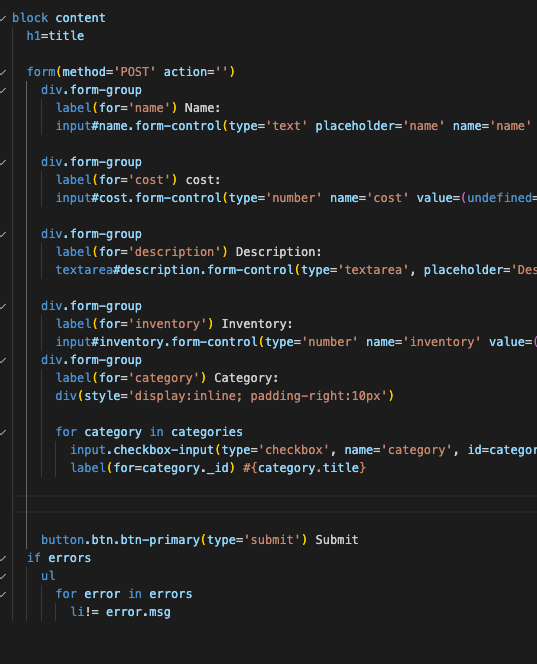 block content
h1=title
form(method='POST' action='')
div.form-group
label(for='name') Name:
input#name.form-control(type='text' placeholder='name' name='name'
div.form-group
label(for='cost') cost:
input#cost.form-control(type='number' name='cost' value=(undefined=
div.form-group
label(for='description') Description:
textarea#description.form-control(type='textarea', placeholder='Des
div.form-group
label(for='inventory') Inventory:
input#inventory.form-control(type='number' name='inventory' value=(
div.form-group
label(for='category') Category:
div(style='display:inline; padding-right:10px')
for category in categories
input.checkbox-input(type='checkbox', name='category', id=categor
label(for=category._id) #{category.title}
button.btn.btn-primary(type='submit') Submit
if errors
ul
for error in errors
li!= error.msg